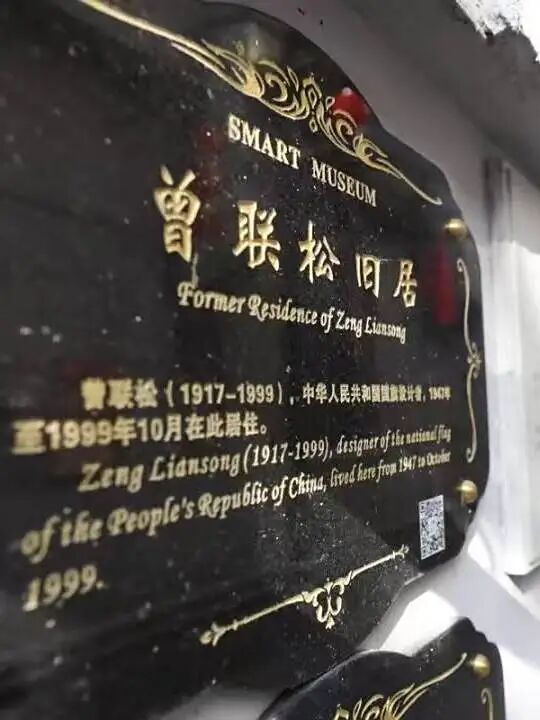 SMART MUSEUM
曾联松旧居
Former Residence of Zeng Liansong
曾联松（1917-1999），中华人民共和国国旗设计者，1947年
至1999年10月在此居住。
Zeng Liansong (1917-1999), designer of the national flag
of the People's Republic of China, lived here from 1947 to October
1999.